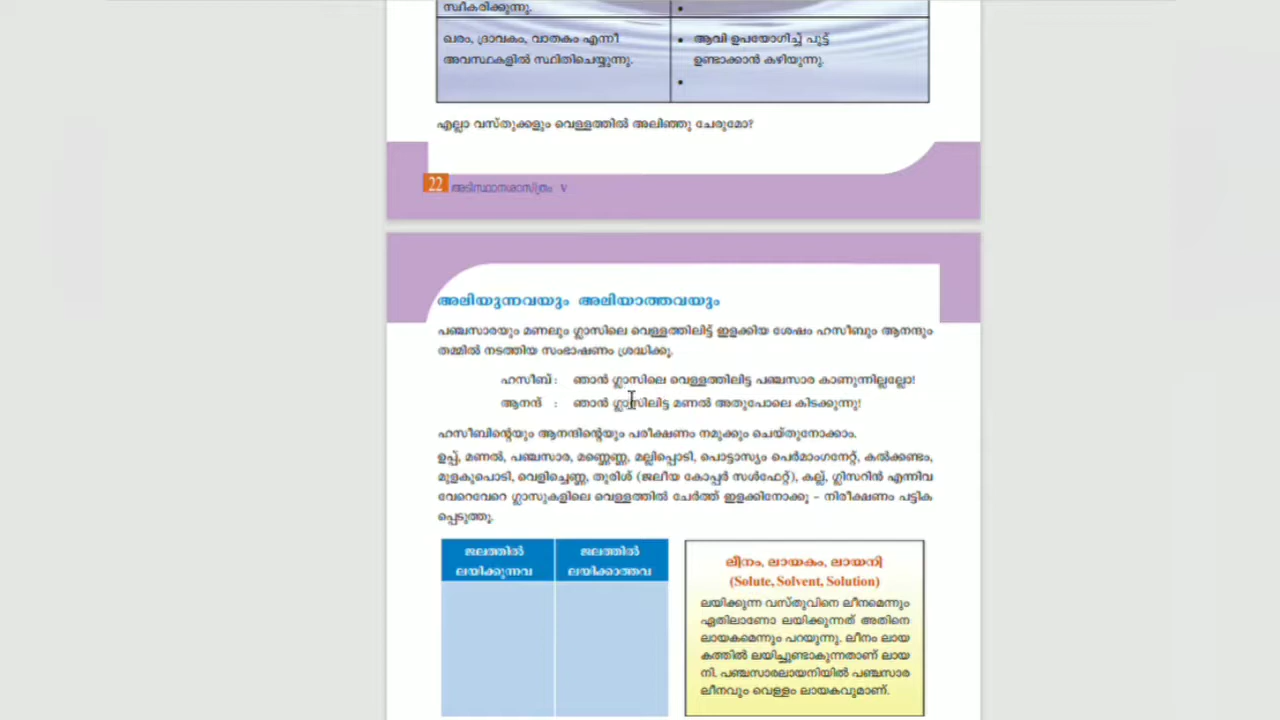 സ്വീകരിക്കുന്നു.
ഖരം, ദ്രാവകം, വാതകം എന്നീ
അവസ്ഥകളിൽ സ്ഥിതിചെയ്യുന്നു.
• ആവി ഉപയോഗിച്ച് പുട്ട്
ഉണ്ടാക്കാൻ കഴിയുന്നു.
എല്ലാ വസ്തുക്കളും വെള്ളത്തിൽ അലിഞ്ഞു ചേരുമോ?
22 അടിസ്ഥാനശാസ്ത്രം V
അലിയുന്നവയും അലിയാത്തവയും
പഞ്ചസാരയും മണലും ഗ്ലാസിലെ വെള്ളത്തിലിട്ട് ഇളക്കിയ ശേഷം ഹസീബും ആനന്ദും
തമ്മിൽ നടത്തിയ സംഭാഷണം ശ്രദ്ധിക്കൂ.
ഹസീബ് : ഞാൻ ഗ്ലാസിലെ വെള്ളത്തിലിട്ട പഞ്ചസാര കാണുന്നില്ലല്ലോ!
ആനന്ദ് : ഞാൻ ഗ്ലാസിലിട്ട മണൽ അതുപോലെ കിടക്കുന്നു!
ഹസീബിന്റെയും ആനന്ദിന്റെയും പരീക്ഷണം നമുക്കും ചെയ്തുനോക്കാം.
ഉപ്പ്, മണൽ, പഞ്ചസാര, മണ്ണെണ്ണ, മല്ലിപ്പൊടി, പൊട്ടാസ്യം പെർമാംഗനേറ്റ്, കൽക്കണ്ടം,
മുളകുപൊടി, വെളിച്ചെണ്ണ, തുരിശ് (ജലീയ കോപ്പർ സൾഫേറ്റ്), കല്ല്, ഗ്ലിസറിൻ എന്നിവ
വേറെവേറെ ഗ്ലാസുകളിലെ വെള്ളത്തിൽ ചേർത്ത് ഇളക്കിനോക്കൂ – നിരീക്ഷണം പട്ടിക
പ്പെടുത്തൂ.
ജലത്തിൽ
ലയിക്കുന്നവ
ജലത്തിൽ
ലയിക്കാത്തവ
ലീനം, ലായകം, ലായനി
(Solute, Solvent, Solution)
ലയിക്കുന്ന വസ്തുവിനെ ലീനമെന്നും
ഏതിലാണോ ലയിക്കുന്നത് അതിനെ
ലായകമെന്നും പറയുന്നു. ലീനം ലായ
കത്തിൽ ലയിച്ചുണ്ടാകുന്നതാണ് ലായ
നി. പഞ്ചസാരലായനിയിൽ പഞ്ചസാര
ലീനവും വെള്ളം ലായകവുമാണ്.